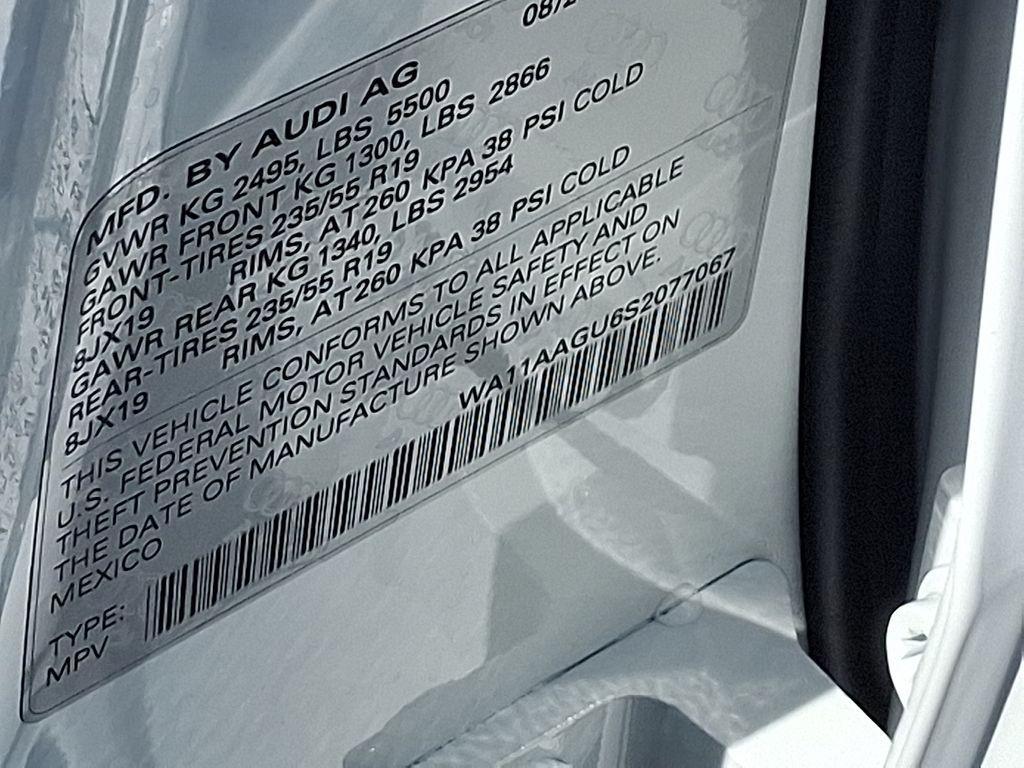 08/2
MFD. BY AUDI AG
GVWR KG 2495, LBS 5500
GAWR FRONT KG 1300, LBS 2866
FRONT-TIRES 235/55 R19
8JX19 RIMS, AT 260 KPA 38 PSI COLD
GAWR REAR KG 1340, LBS 2954
REAR-TIRES 235/55 R19
8JX19 RIMS, AT 260 KPA 38 PSI COLD
THIS VEHICLE CONFORMS TO ALL APPLICABLE
U.S. FEDERAL MOTOR VEHICLE SAFETY AND
THEFT PREVENTION STANDARDS IN EFFECT ON
THE DATE OF MANUFACTURE SHOWN ABOVE.
MEXICO
WA11AAGU6S2077067
TYPE:
MPV